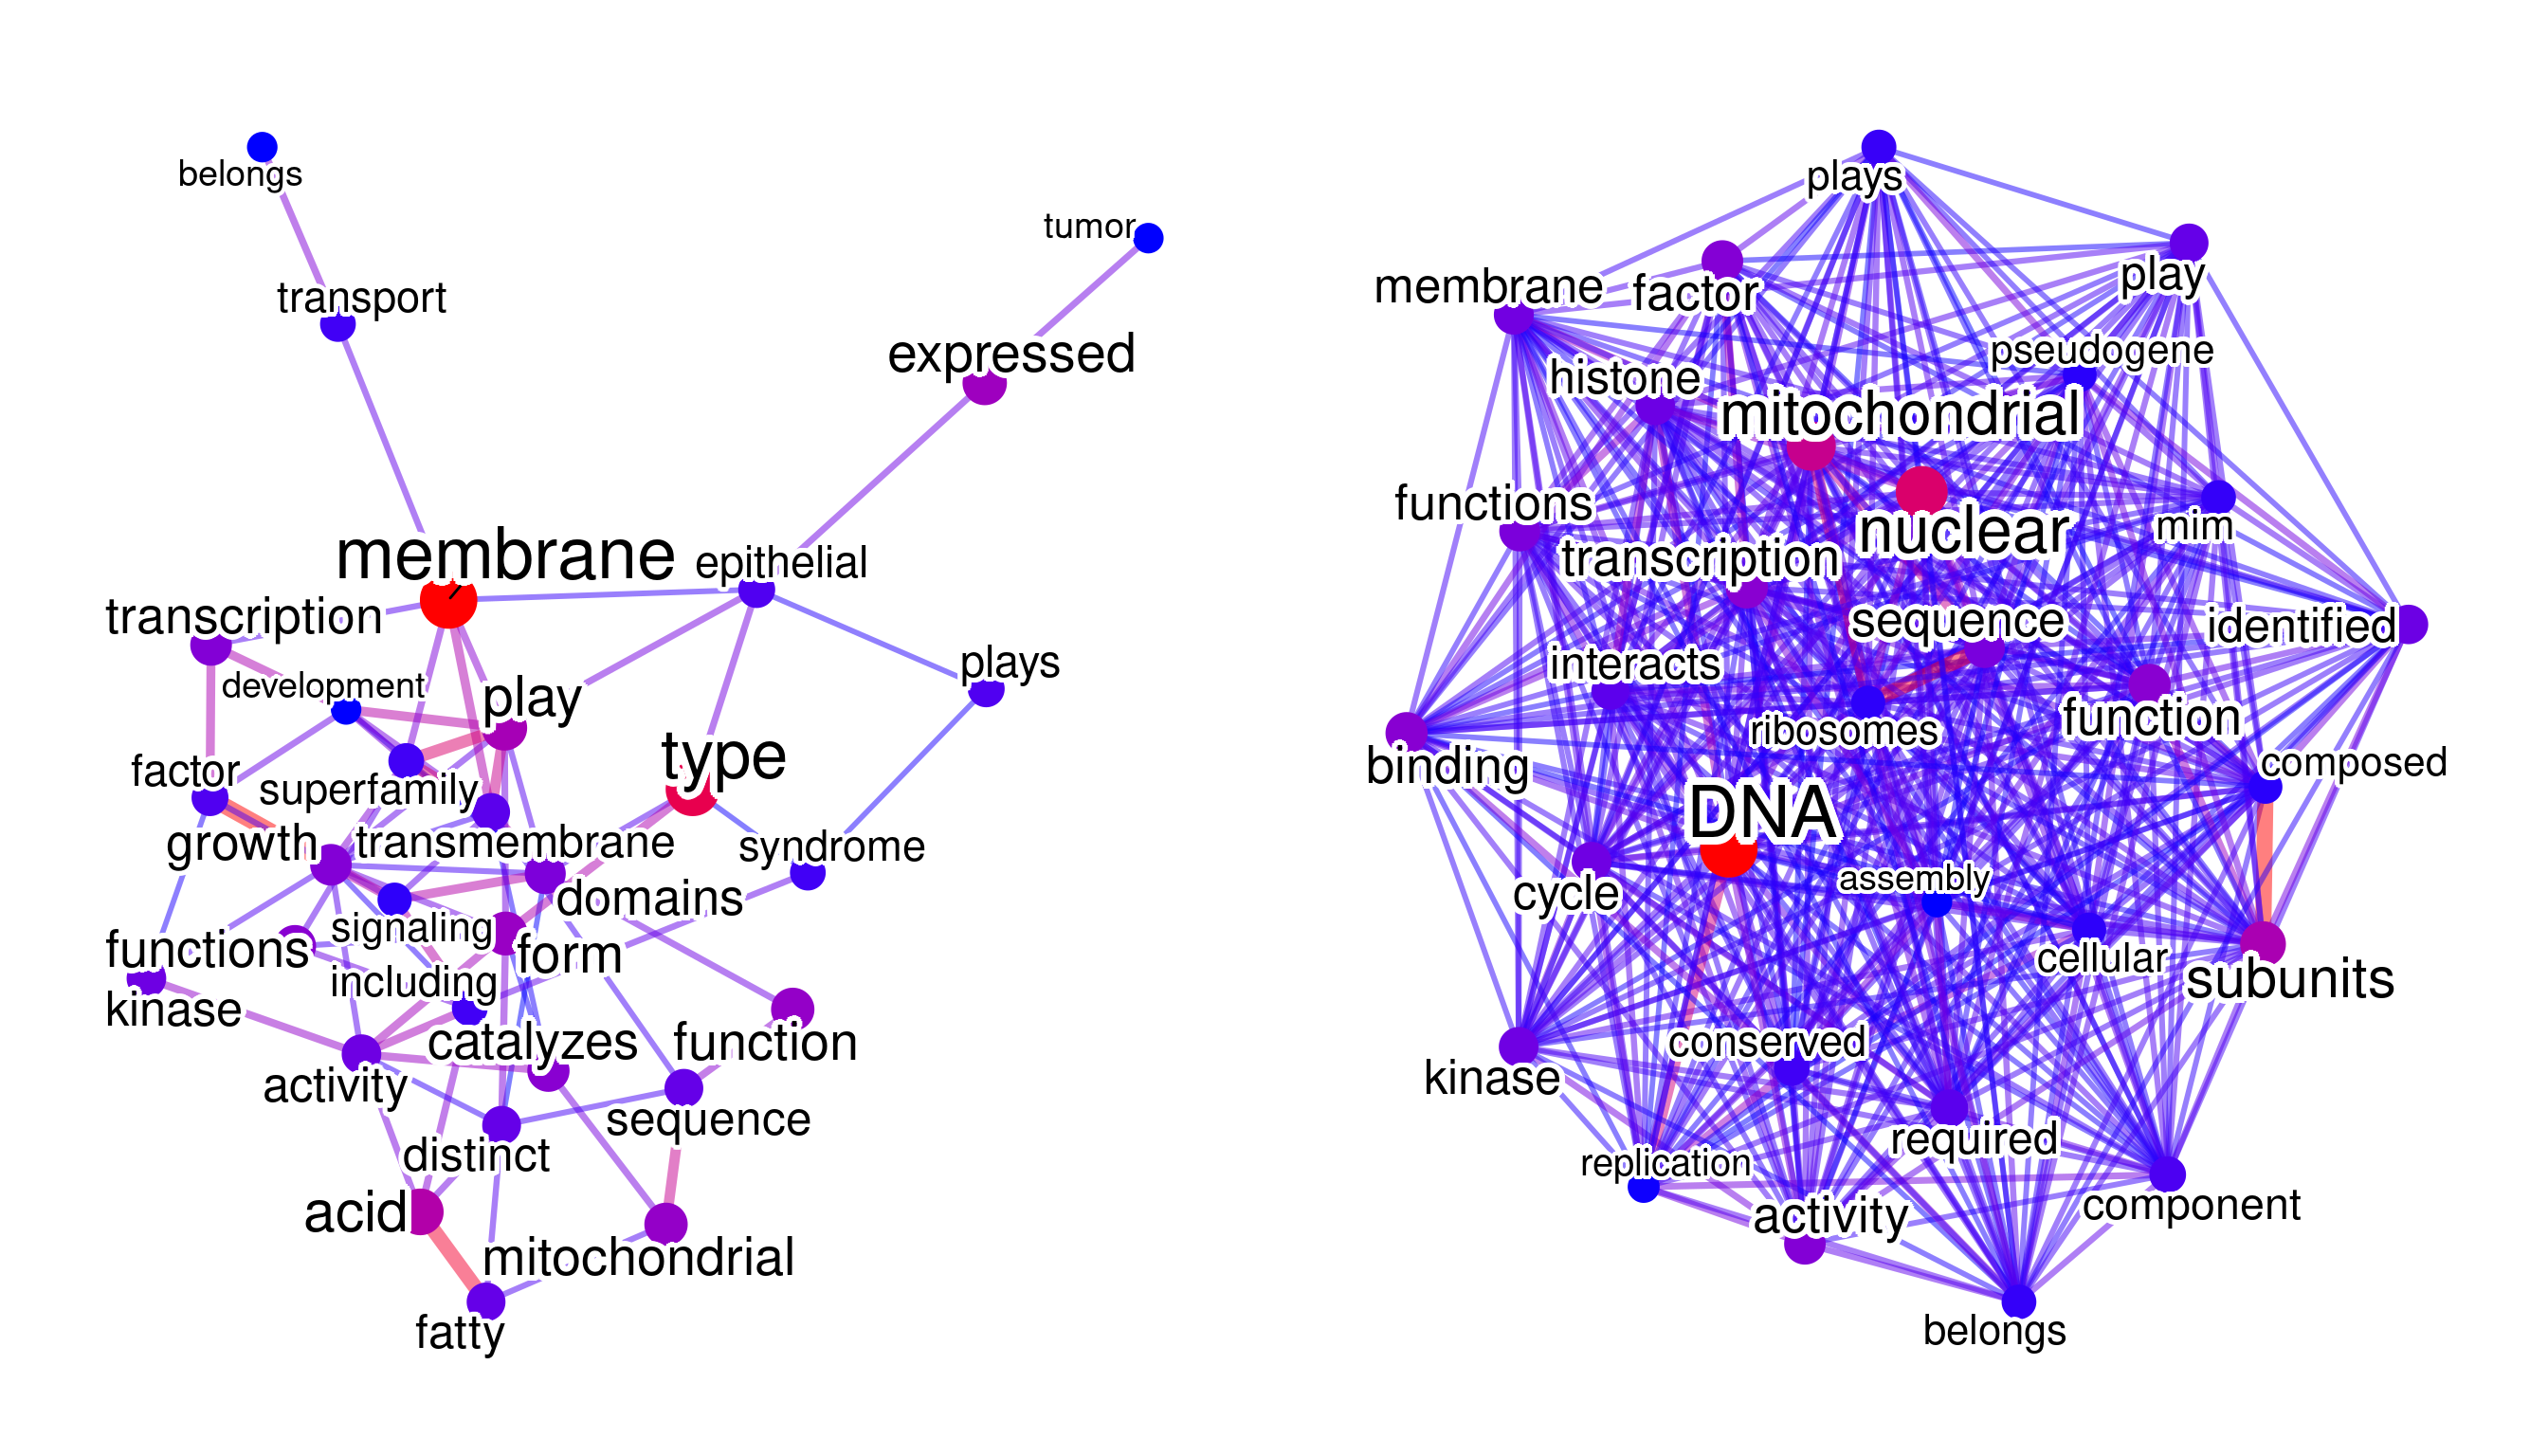 belongs
tumor
transport
expressed
membrane
epithelial
transcription
plays
development
play
type
factor
superfamily
growth
transmembrane
syndrome
domains
signaling
functions
form
including
kinase
catalyzes
function
activity
sequence
distinct
acid
mitochondrial
fatty
plays
play
membrane
factor
pseudogene
histone
mitochondrial
functions
nuclear
mim
transcription
sequence
identified
interacts
function
ribosomes
binding
composed
DNA
assembly
cycle
cellular
subunits
conserved
kinase
required
replication
component
activity
belongs